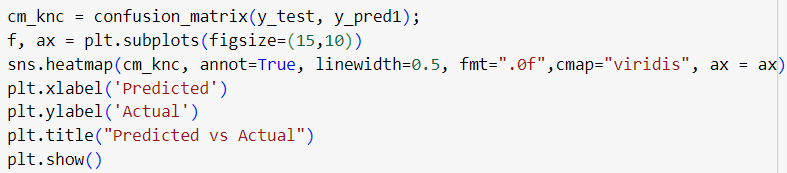 cm_knc = confusion_matrix(y_test, y_pred1);
f, ax = plt.subplots(figsize=(15,10))
sns.heatmap(cm_knc, annot=True, linewidth=0.5, fmt=".0f",cmap="viridis", ax = ax)
plt.xlabel('Predicted')
plt.ylabel('Actual')
plt.title("Predicted vs Actual")
plt.show()